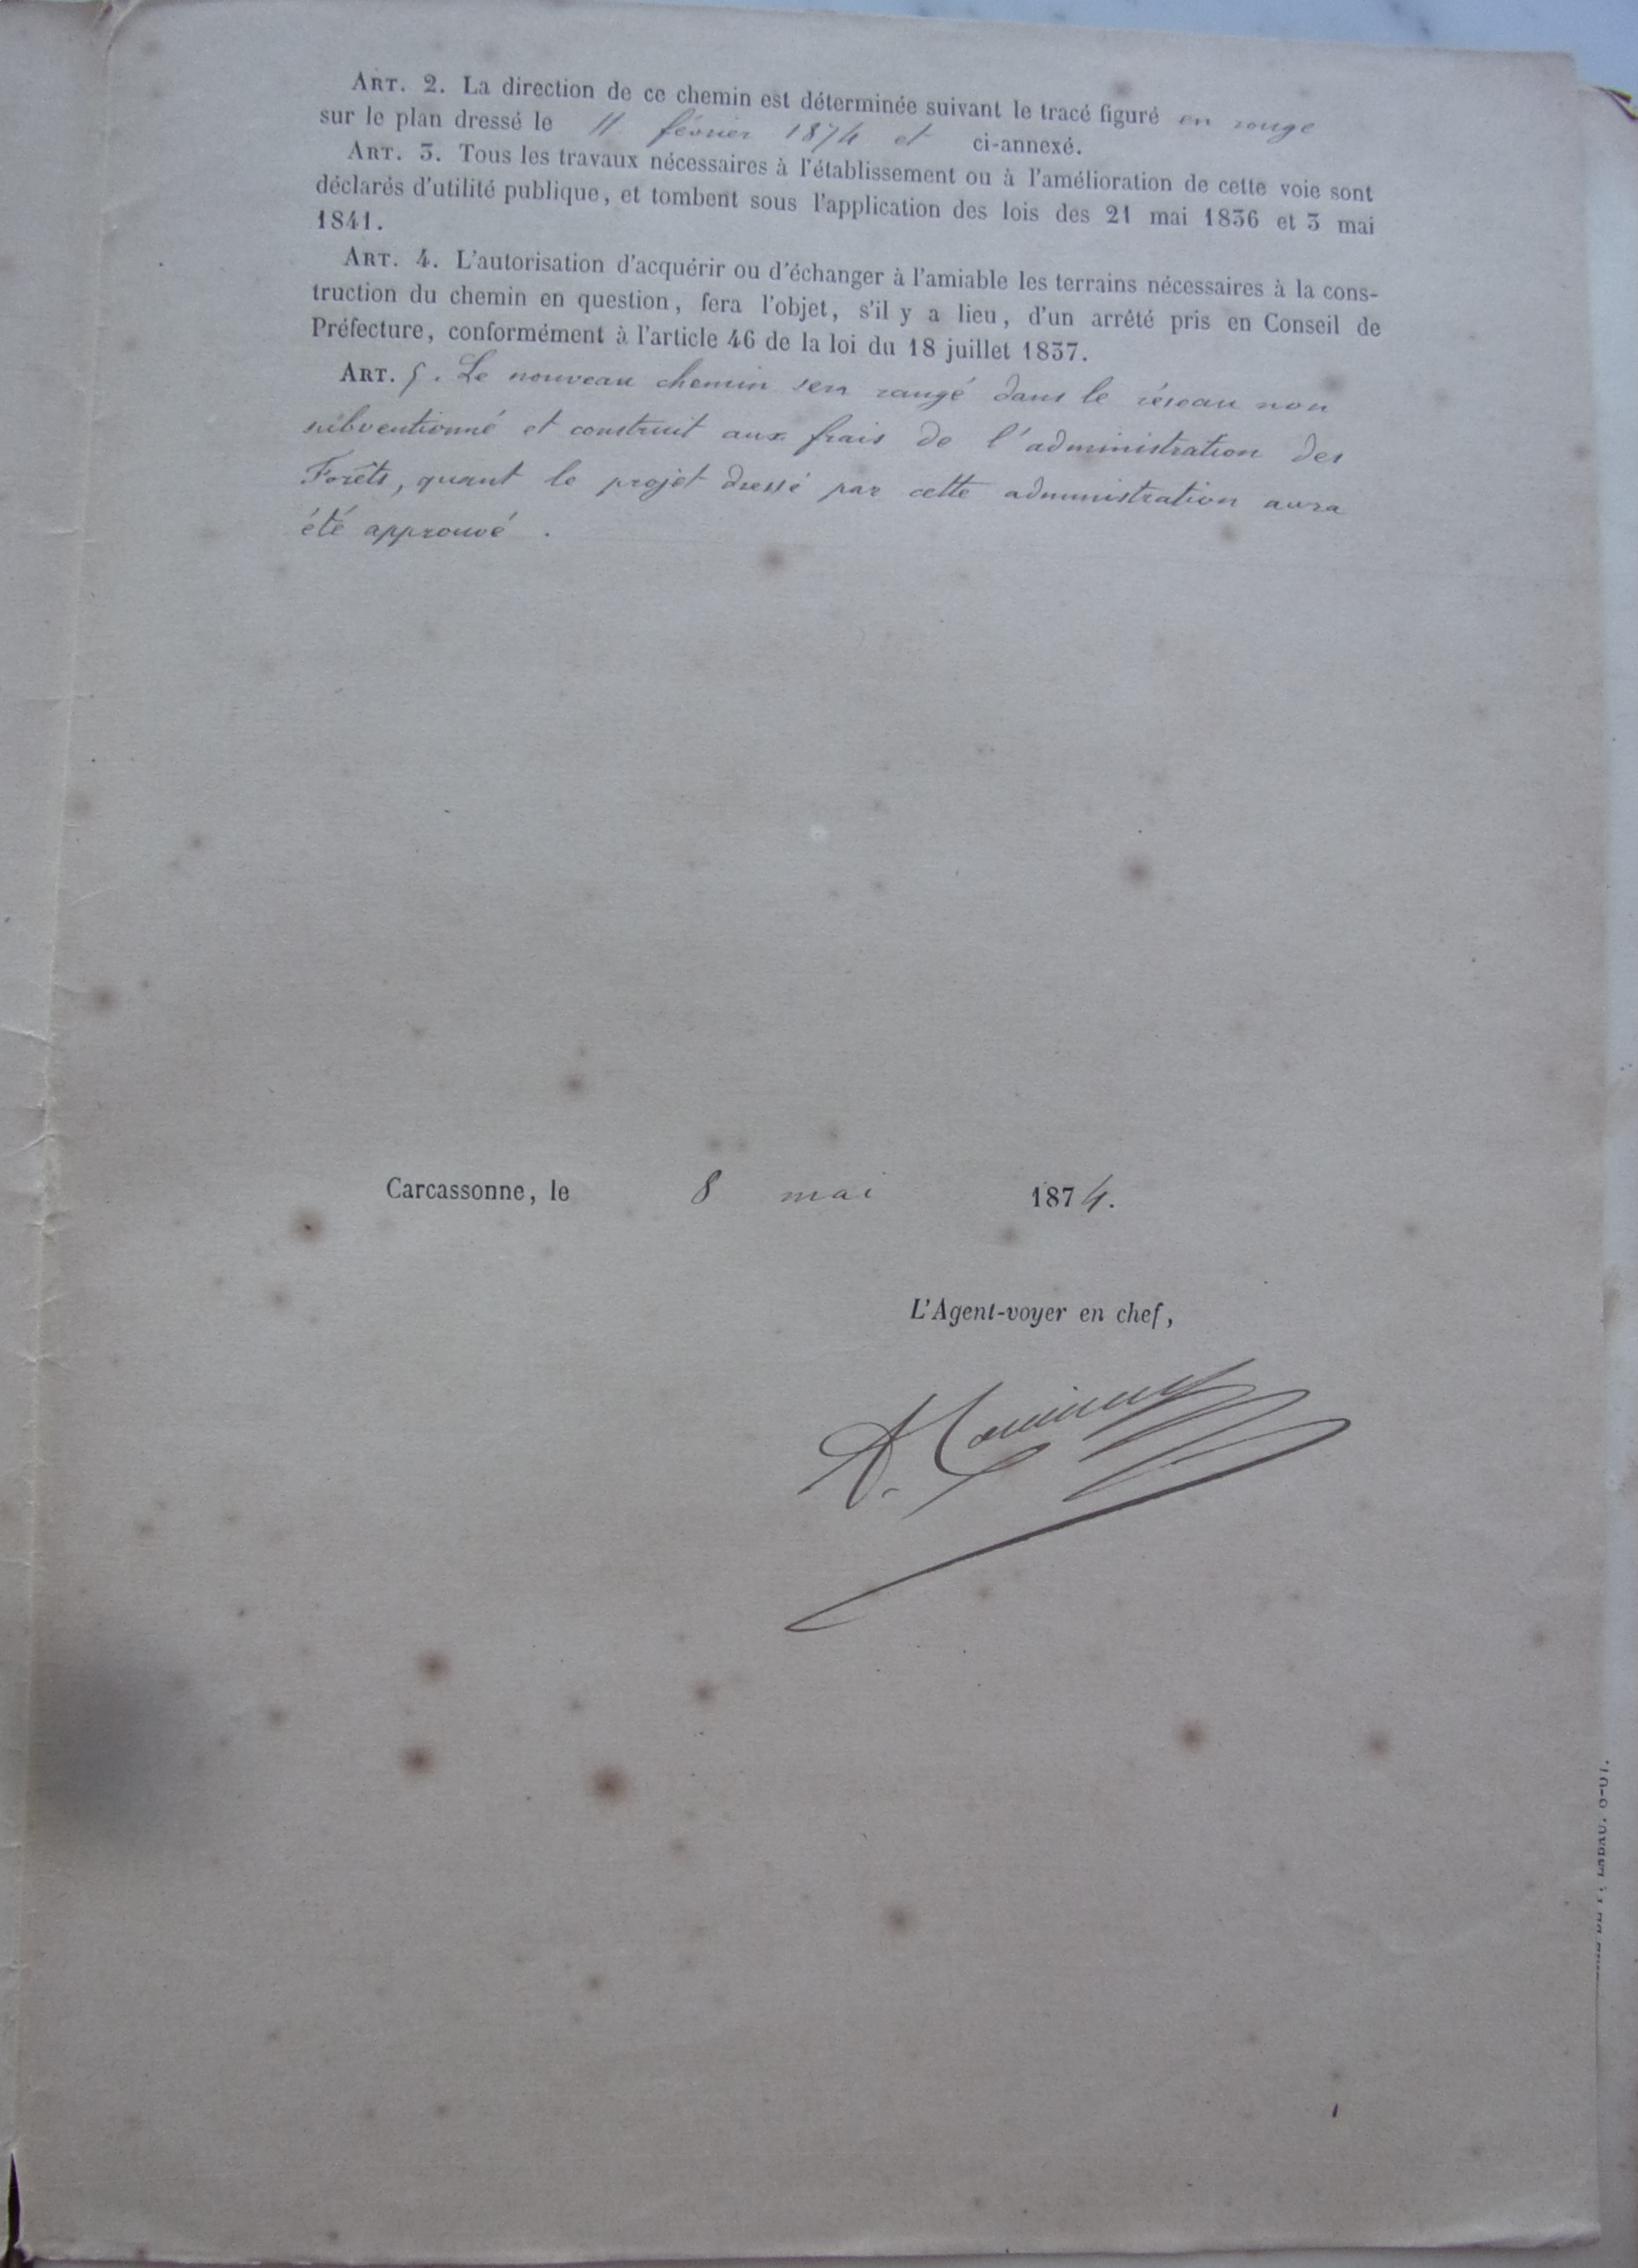 ART. 2. La direction de ce chemin est déterminée suivant le tracé figuré en rouge
sur le plan dressé le 11 février 1874 et ci-annexé.
ART. 3. Tous les travaux nécessaires à l'établissement ou à l'amélioration de cette voie sont
déclarés d'utilité publique, et tombent sous l'application des lois des 21 mai 1836 et 3 mai
1841.
ART. 4. L'autorisation d'acquérir ou d'échanger à l'amiable les terrains nécessaires à la cons-
truction du chemin en question, fera l'objet, s'il y a lieu, d'un arrêté pris en Conseil de
Préfecture, conformément à l'article 46 de la loi du 18 juillet 1837.
ART. 5. Le nouveau chemin sera rangé dans le réseau non
subventionné et construit aux frais de l'administration des
Forêts, quant le projet dressé par cette administration aura
été approuvé.
Carcassonne, le 8 mai 1874.
L'Agent-voyer en chef,